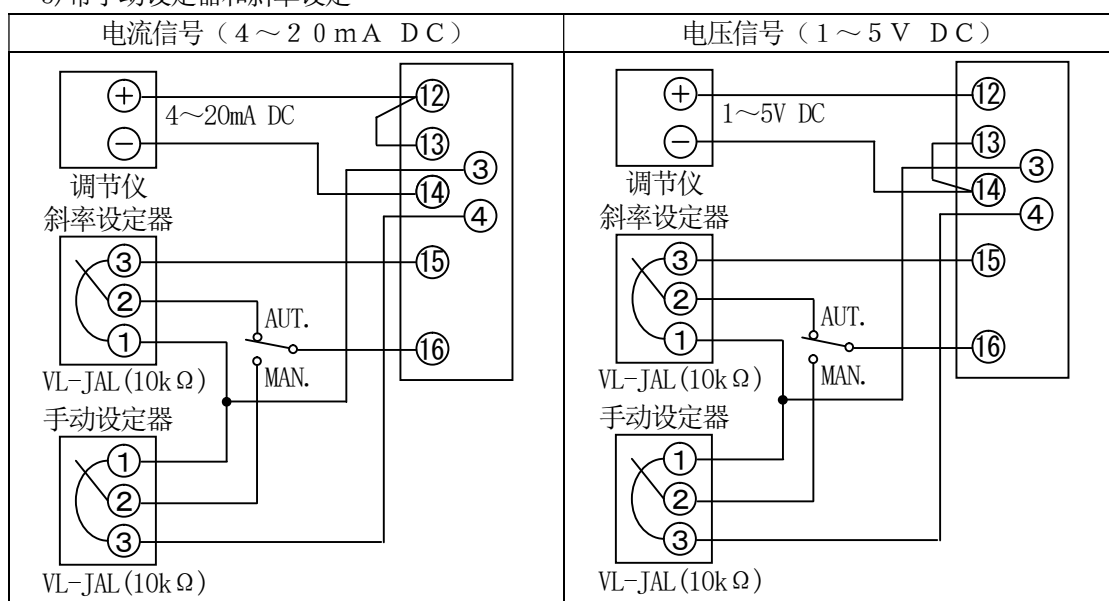 电流信号（4～20mA DC）
⊕
⑫
4～20mA DC
⊖
⑬
③
调节仪
⑭
斜率设定器
④
③
⑮
②
AUT.
①
⑯
VL-JAL(10kΩ)
MAN.
手动设定器
①
②
③
VL-JAL(10kΩ)
电压信号（1～5V DC）
⊕
⑫
1～5V DC
⊖
⑬
③
调节仪
⑭
斜率设定器
④
③
⑮
②
AUT.
①
⑯
VL-JAL(10kΩ)
MAN.
手动设定器
①
②
③
VL-JAL(10kΩ)